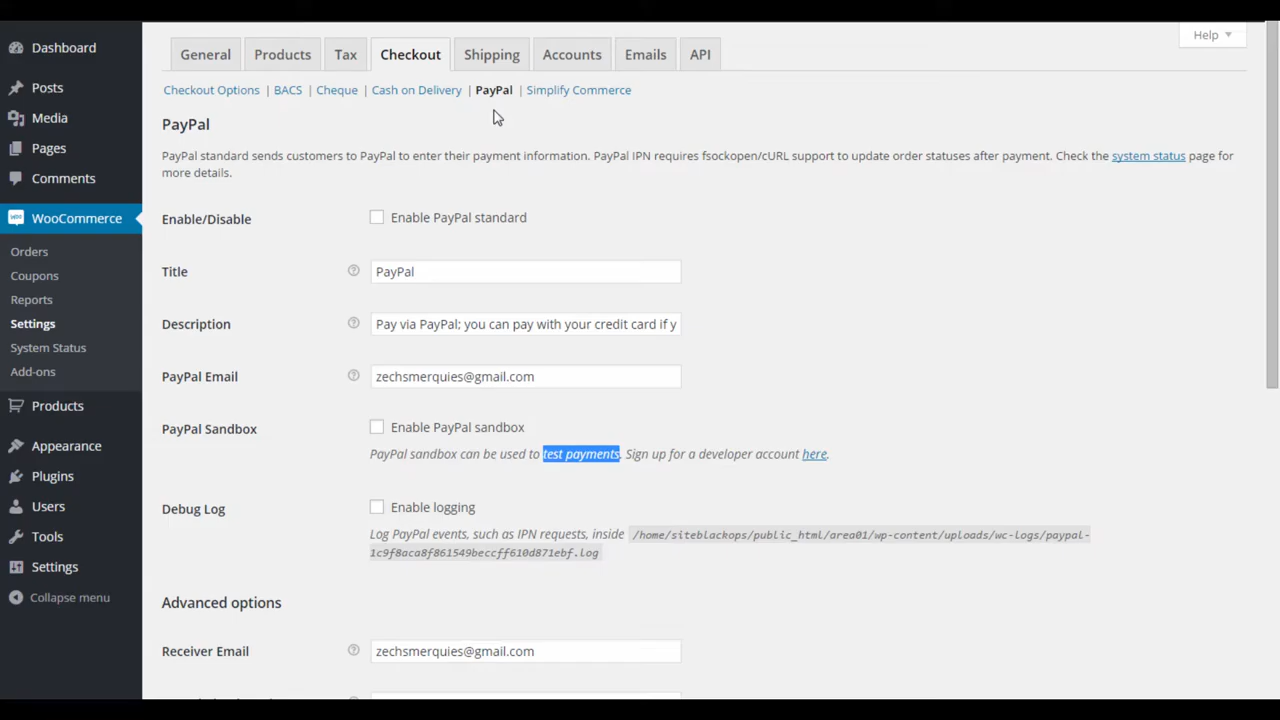 Help
Dashboard
Posts
Media
Pages
Comments
WooCommerce
Orders
Coupons
Reports
Settings
System Status
Add-ons
Products
Appearance
Plugins
Users
Tools
Settings
Collapse menu
General Products Tax Checkout Shipping Accounts Emails API
Checkout Options | BACS | Cheque | Cash on Delivery | PayPal | Simplify Commerce
PayPal
PayPal standard sends customers to PayPal to enter their payment information. PayPal IPN requires fsockopen/cURL support to update order statuses after payment. Check the system status page for
more details.
Enable/Disable Enable PayPal standard
Title ? PayPal
Description ? Pay via PayPal; you can pay with your credit card if y
PayPal Email ? zechsmerquies@gmail.com
PayPal Sandbox Enable PayPal sandbox
PayPal sandbox can be used to test payments. Sign up for a developer account here.
Debug Log Enable logging
Log PayPal events, such as IPN requests, inside /home/siteblackops/public_html/area01/wp-content/uploads/wc-logs/paypal-
1c9f8aca8f861549beccff610d871ebf.log
Advanced options
Receiver Email ? zechsmerquies@gmail.com